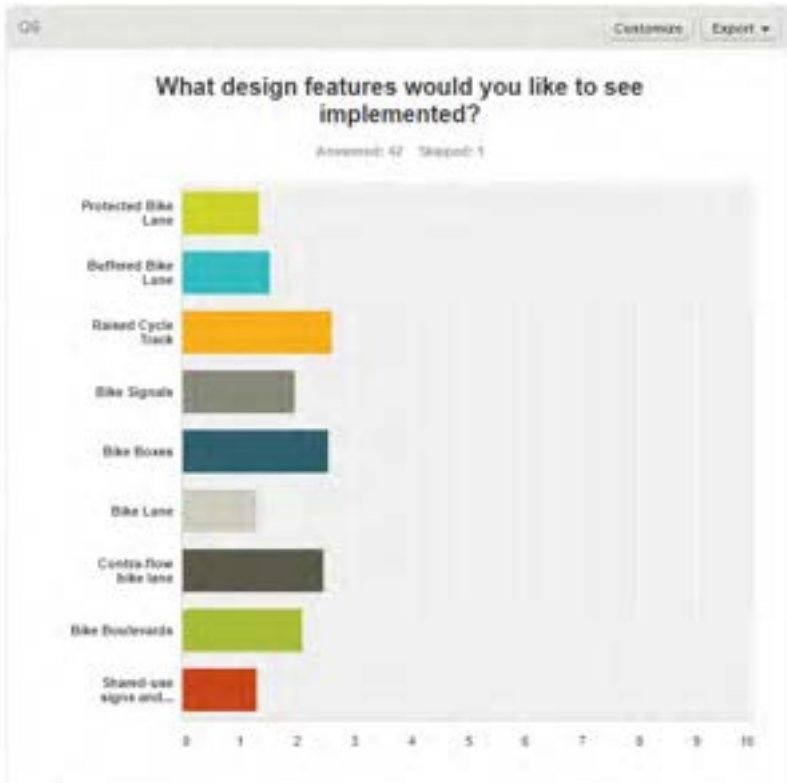 Q6
Customize
Export
What design features would you like to see
implemented?
Answered: 42 Skipped: 1
Protected Bike
Lane
Buffered Bike
Lane
Raised Cycle
Track
Bike Signals
Bike Boxes
Bike Lane
Contra-flow
bike lane
Bike Boulevards
Shared-use
signs and...
0 1 2 3 4 5 6 7 8 9 10